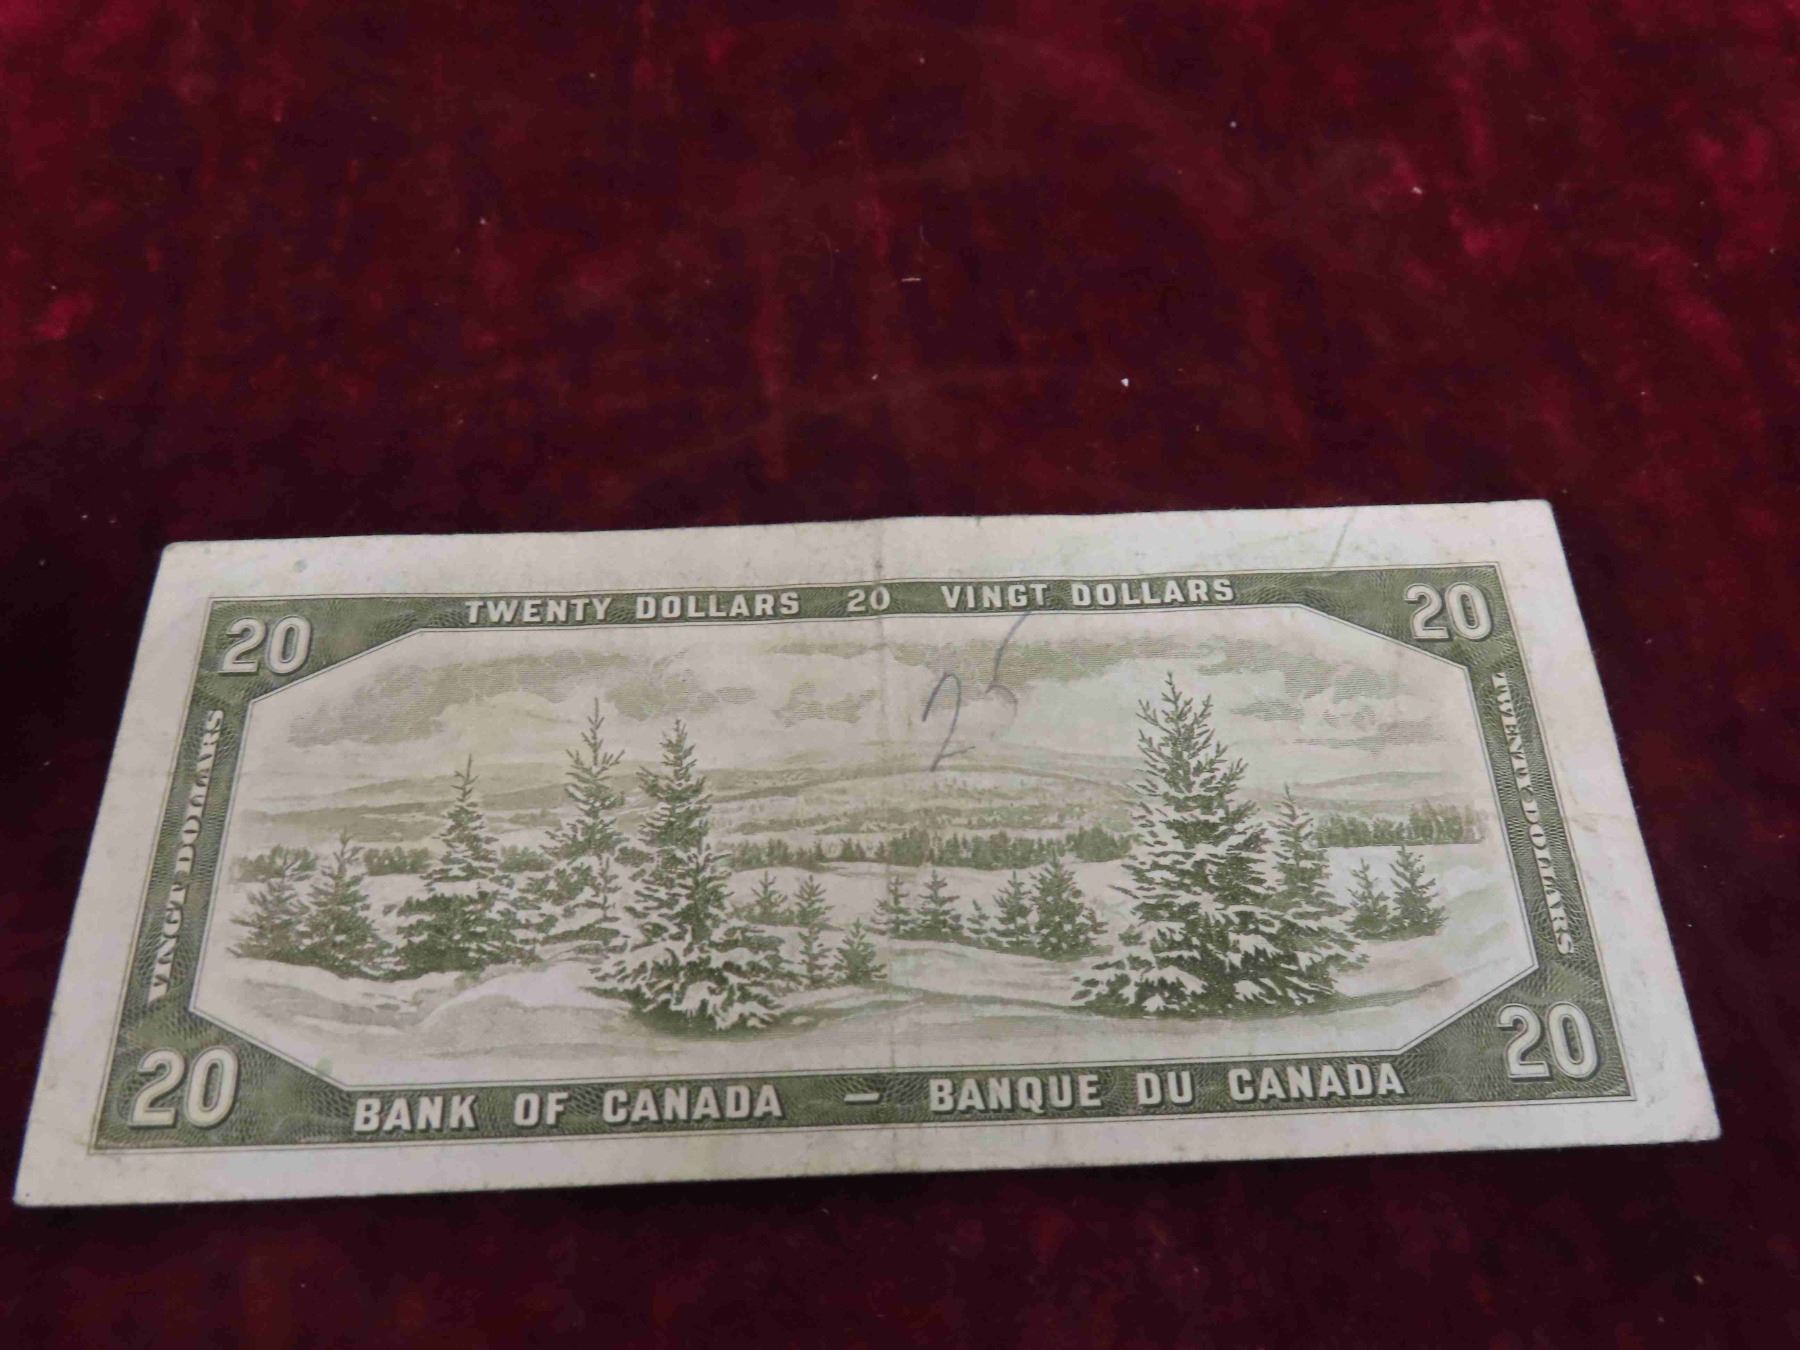 TWENTY DOLLARS 20 VINGT DOLLARS
20 20
25
VINGT DOLLARS
TWENTY DOLLARS
20 20
BANK OF CANADA — BANQUE DU CANADA